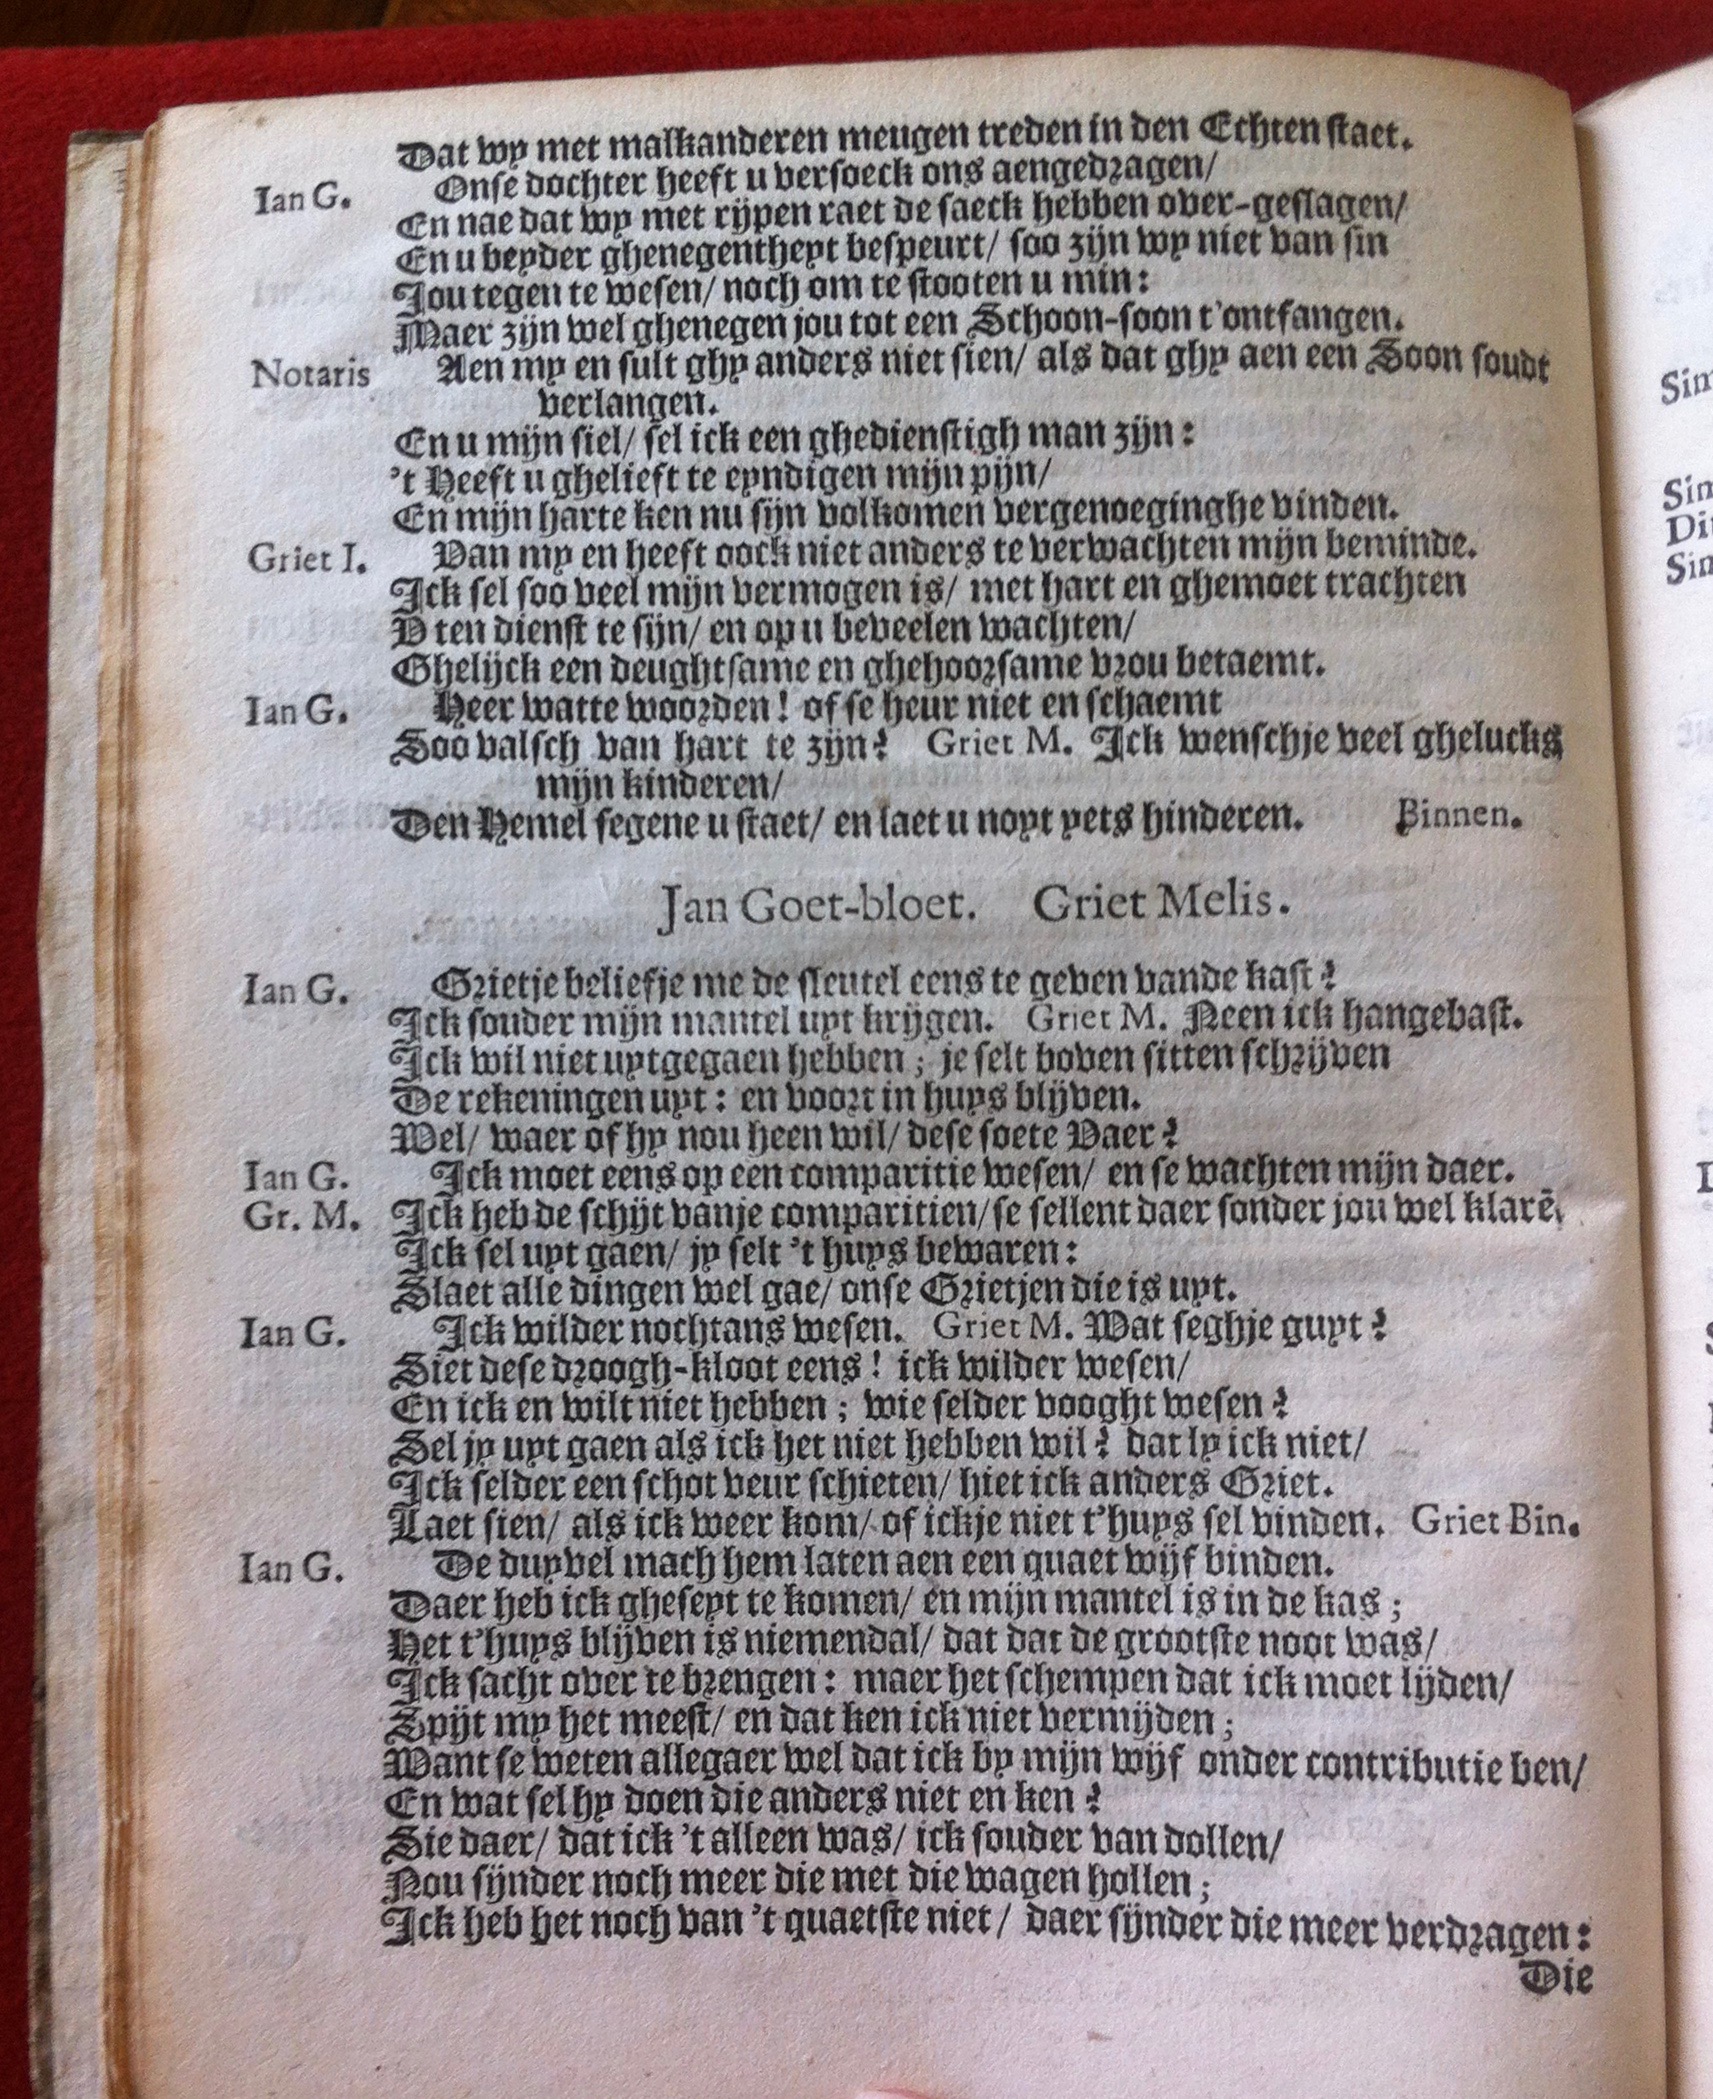 Dat wy met malkanderen meugen treden in den Echten staet.
Ian G. Onse dochter heeft u versoeck ons aengedragen/
En nae dat wy met rijpen raet de saeck hebben over-geslagen/
En u beyder ghenegentheyt bespeurt/ soo zijn wy niet van sin
Jou tegen te wesen/ noch om te stooten u min:
Maer zijn wel ghenegen jou tot een Schoon-soon t'ontfangen.
Notaris Aen my en sult ghy anders niet sien/ als dat ghy aen een Soon soudt
verlangen.
En u mijn siel/ sel ick een ghedienstigh man zijn:
't Heeft u ghelieft te eyndigen mijn pijn/
En mijn harte ken nu sijn volkomen vergenoeginghe vinden.
Griet I. Van my en heeft oock niet anders te verwachten mijn beminde.
Ick sel soo veel mijn vermogen is/ met hart en ghemoet trachten
V ten dienst te sijn/ en op u beveelen wachten/
Ghelijck een deughtsame en ghehoorsame vrou betaemt.
Ian G. Heer watte woorden! of se heur niet en schaemt
Soo valsch van hart te zijn? Griet M. Ick wenschje veel ghelucks
mijn kinderen/
Den Hemel segene u staet/ en laet u noyt yets hinderen. Binnen.
Jan Goet-bloet. Griet Melis.
Ian G. Grietje beliefje me de sleutel eens te geven vande kast?
Ick souder mijn mantel uyt krijgen. Griet M. Neen ick hangebast.
Ick wil niet uytgegaen hebben; je selt boven sitten schrijven
De rekeningen uyt: en voort in huys blijven.
Wel/ waer of hy nou heen wil/ dese soete Vaer?
Ian G. Ick moet eens op een comparitie wesen/ en se wachten mijn daer.
Gr. M. Ick heb de schijt vanje comparitien/ se sellent daer sonder jou wel klarē.
Ick sel uyt gaen/ jy selt 't huys bewaren:
Slaet alle dingen wel gae/ onse Grietjen die is uyt.
Ian G. Ick wilder nochtans wesen. Griet M. Wat seghje guyt?
Siet dese droogh-kloot eens! ick wilder wesen/
En ick en wilt niet hebben; wie selder vooght wesen?
Sel jy uyt gaen als ick het niet hebben wil? dat ly ick niet/
Ick selder een schot veur schieten/ hiet ick anders Griet.
Laet sien/ als ick weer kom/ of ickje niet t'huys sel vinden. Griet Bin.
Ian G. De duyvel mach hem laten aen een quaet wijf binden.
Daer heb ick gheseyt te komen/ en mijn mantel is in de kas;
Het t'huys blijven is niemendal/ dat dat de grootste noot was/
Ick sacht over te brengen: maer het schempen dat ick moet lijden/
Spijt my het meest/ en dat ken ick niet vermijden;
Want se weten allegaer wel dat ick by mijn wijf onder contributie ben/
En wat sel hy doen die anders niet en ken?
Sie daer/ dat ick 't alleen was/ ick souder van dollen/
Nou sijnder noch meer die met die wagen hollen;
Ick heb het noch van 't quaetste niet/ daer sijnder die meer verdragen:
Die
Sim
Sim
Dit
Sim